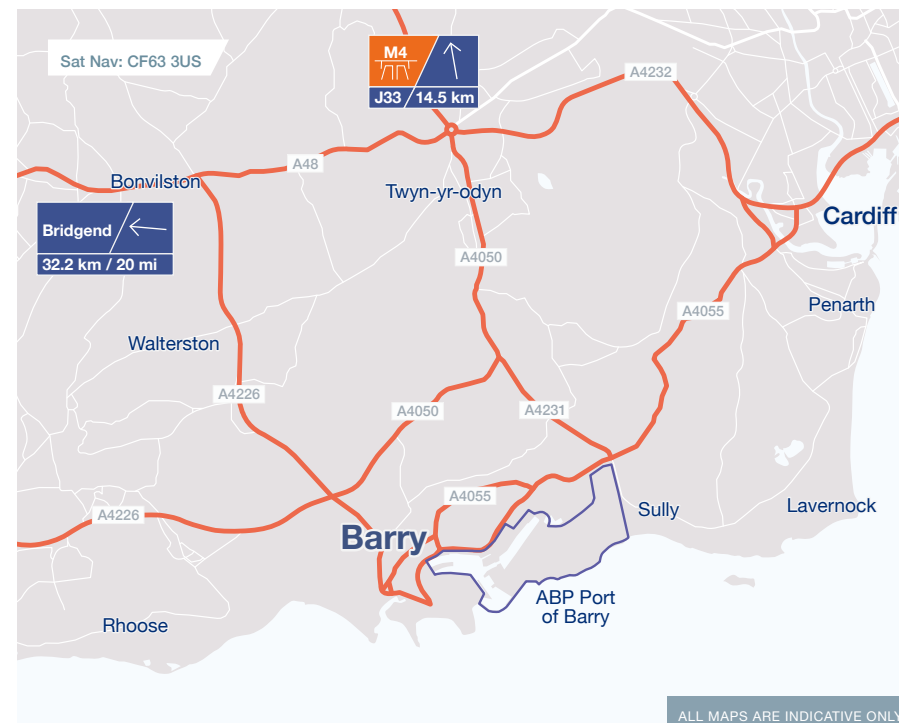 Sat Nav: CF63 3US
M4
J33 / 14.5 km
A4232
A48
Bonvilston
Twyn-yr-odyn
Bridgend
32.2 km / 20 mi
Cardiff
A4050
Penarth
A4055
Walterston
A4226
A4050
A4231
A4055
A4226
Sully
Lavernock
Barry
ABP Port
of Barry
Rhoose
ALL MAPS ARE INDICATIVE ONLY